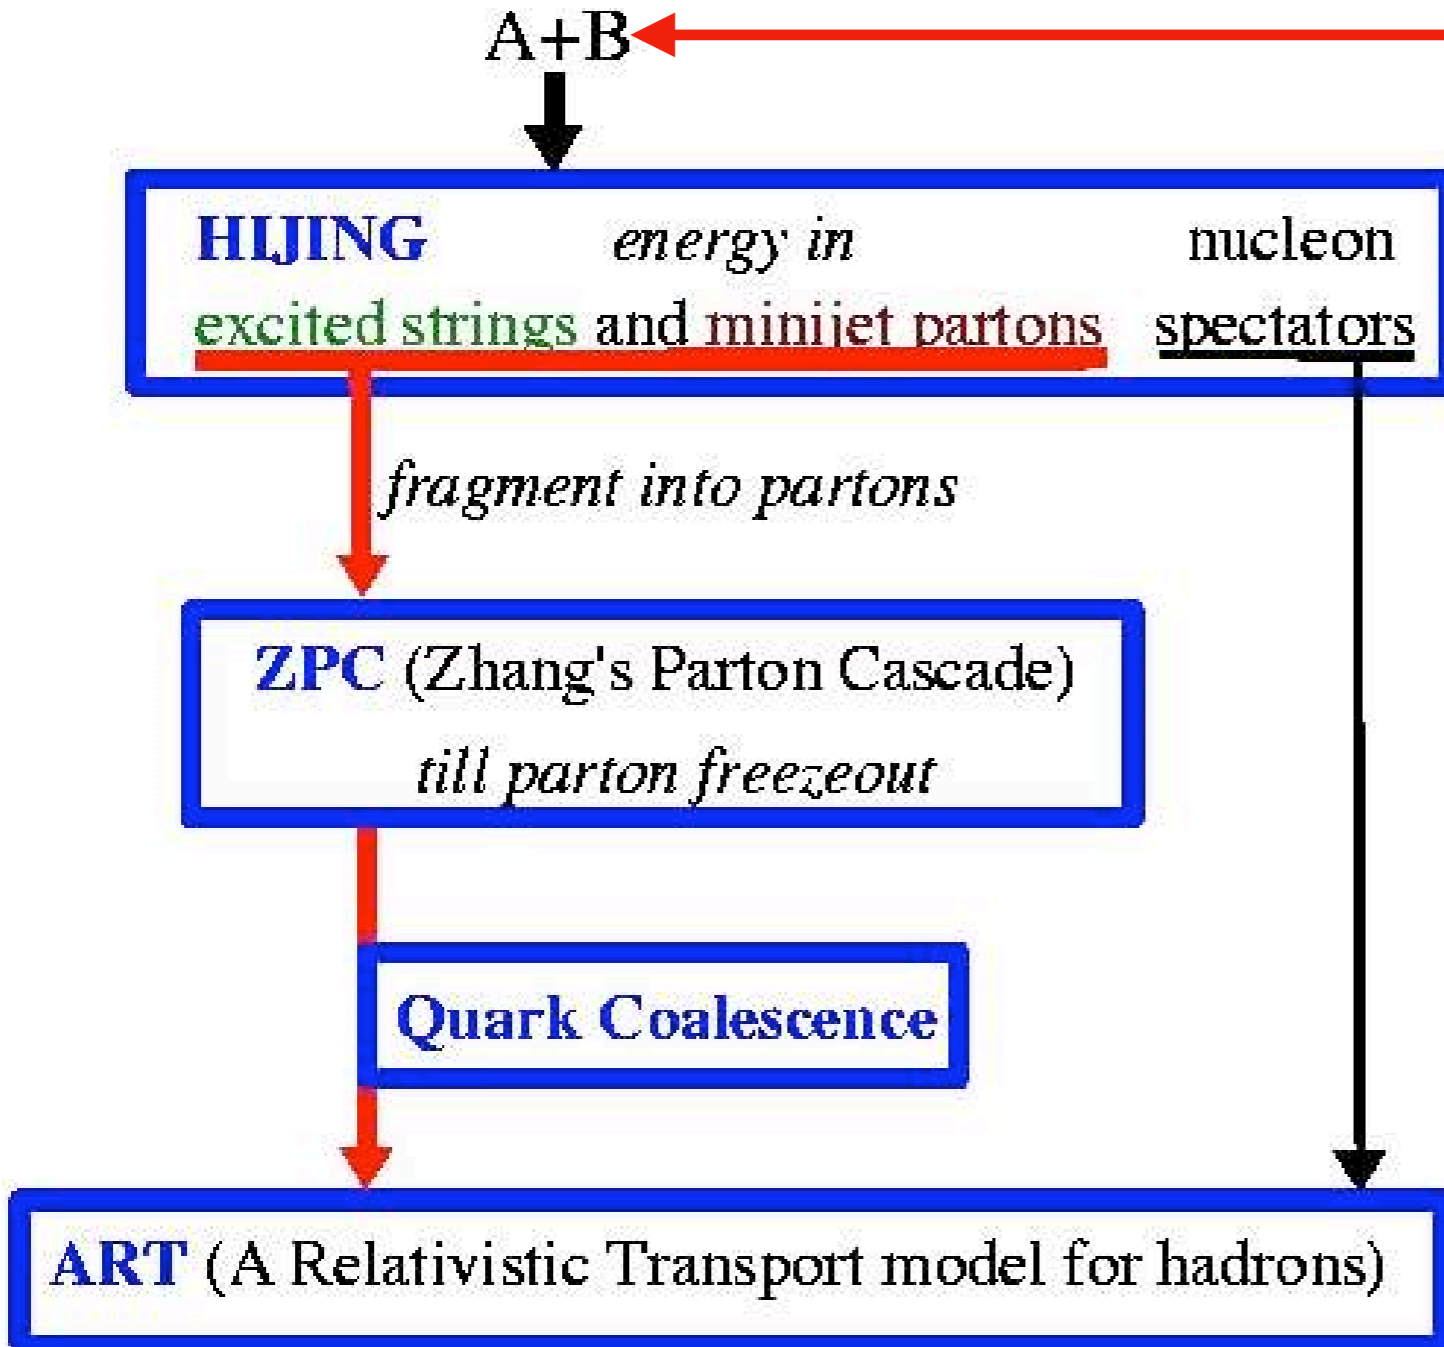 A+B
HIJING energy in nucleon
excited strings and minijet partons spectators
fragment into partons
ZPC (Zhang's Parton Cascade)
till parton freezeout
Quark Coalescence
ART (A Relativistic Transport model for hadrons)